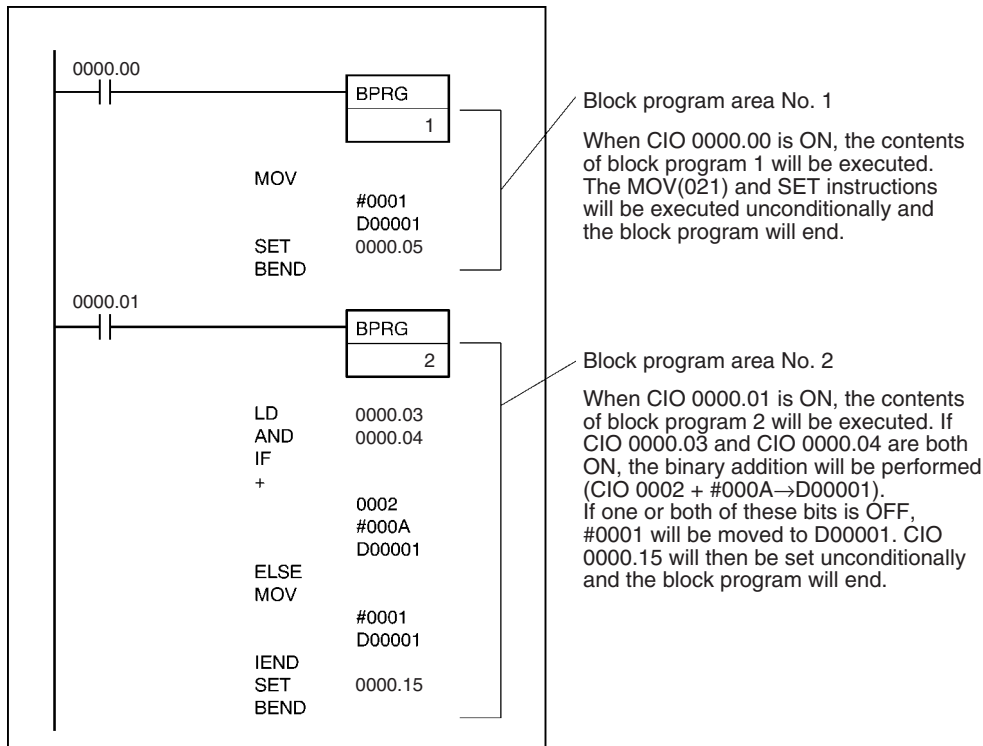 0000.00
BPRG
1
MOV
#0001
D00001
SET 0000.05
BEND
Block program area No. 1
When CIO 0000.00 is ON, the contents
of block program 1 will be executed.
The MOV(021) and SET instructions
will be executed unconditionally and
the block program will end.
0000.01
BPRG
2
LD 0000.03
AND 0000.04
IF
+
0002
#000A
D00001
ELSE
MOV
#0001
D00001
IEND
SET 0000.15
BEND
Block program area No. 2
When CIO 0000.01 is ON, the contents
of block program 2 will be executed. If
CIO 0000.03 and CIO 0000.04 are both
ON, the binary addition will be performed
(CIO 0002 + #000A→D00001).
If one or both of these bits is OFF,
#0001 will be moved to D00001. CIO
0000.15 will then be set unconditionally
and the block program will end.